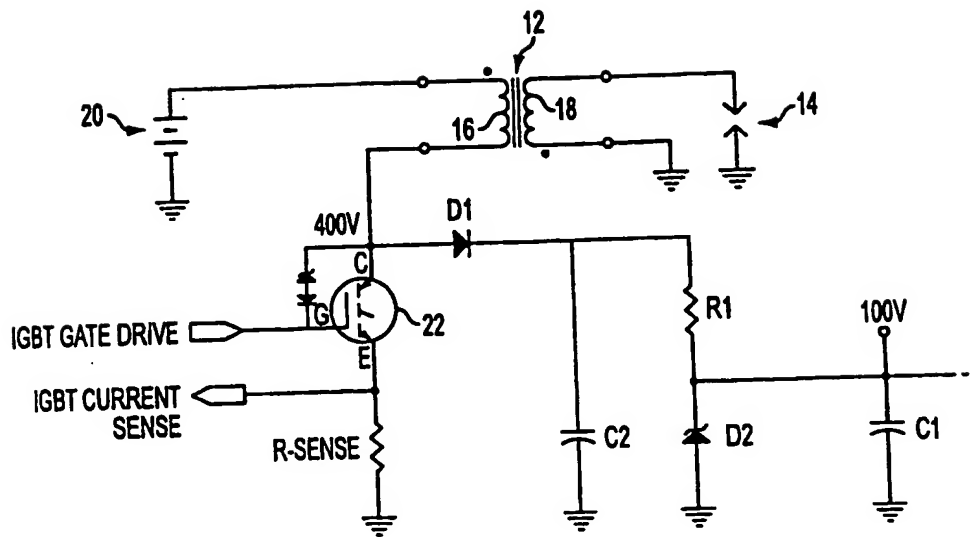 12
20
16
18
14
400V
D1
C
G
22
E
R1
100V
IGBT GATE DRIVE
IGBT CURRENT
SENSE
R-SENSE
C2
D2
C1